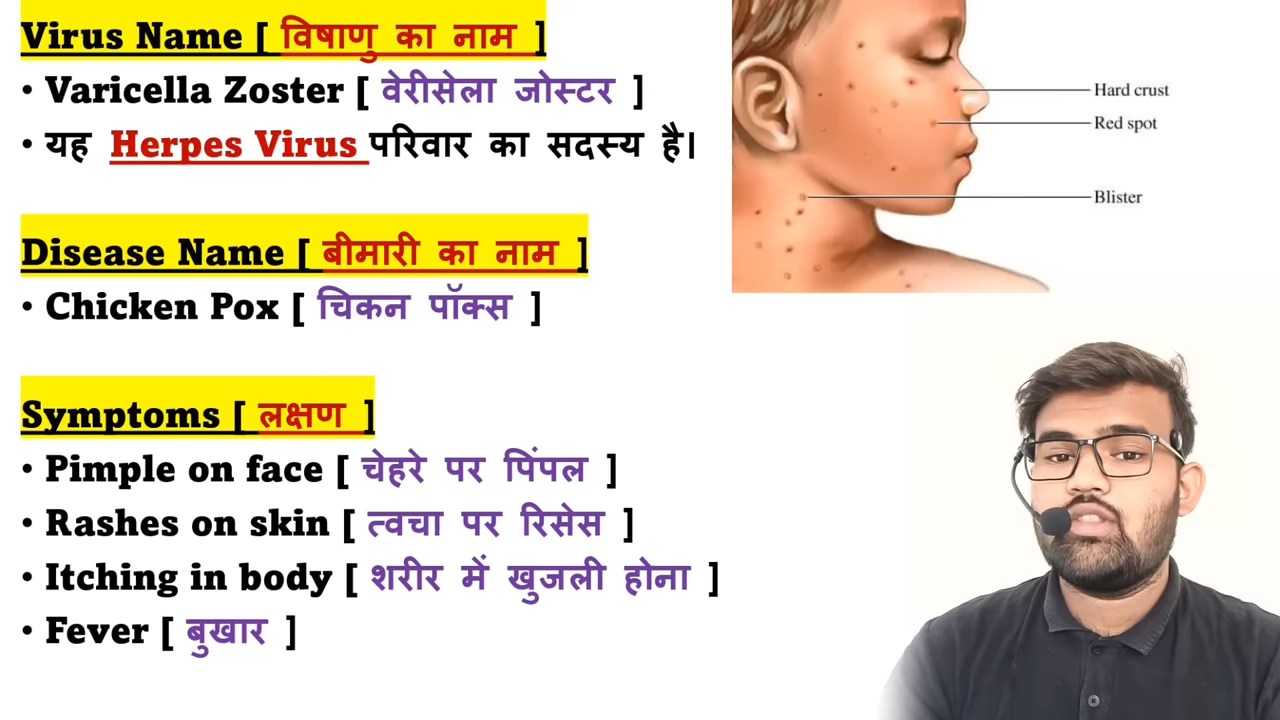 Virus Name [ विषाणु का नाम ]
• Varicella Zoster [ वेरीसेला जोस्टर ]
• यह Herpes Virus परिवार का सदस्य है।
Disease Name [ बीमारी का नाम ]
• Chicken Pox [ चिकन पॉक्स ]
Symptoms [ लक्षण ]
• Pimple on face [ चेहरे पर पिंपल ]
• Rashes on skin [ त्वचा पर रिसेस ]
• Itching in body [ शरीर में खुजली होना ]
• Fever [ बुखार ]
Hard crust
Red spot
Blister